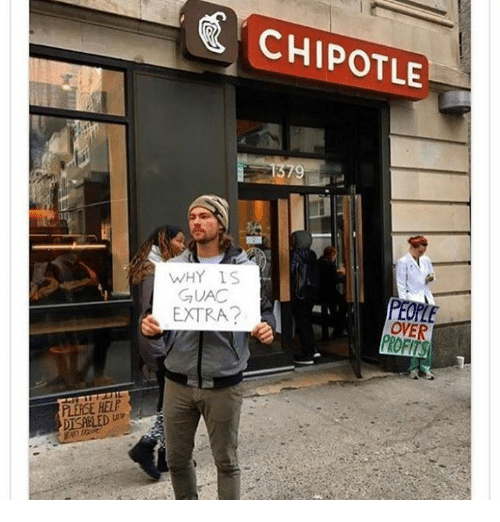 CHIPOTLE
1379
WHY IS
GUAC
EXTRA?
PEOPLE
OVER
PROFITS
PLEASE HELP
DISABLED